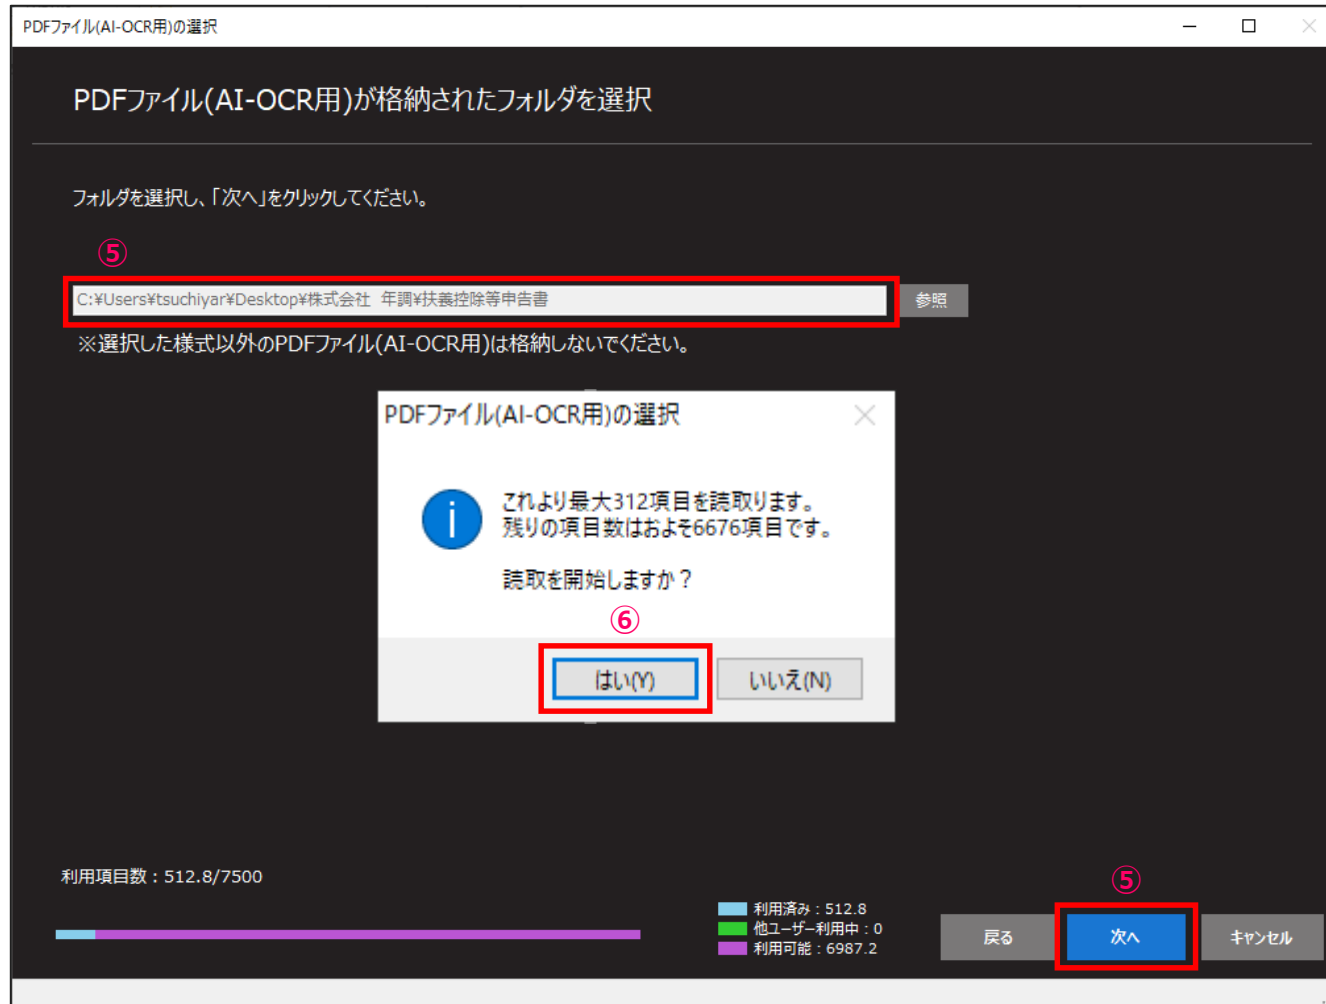 PDFファイル(AI-OCR用)の選択
PDFファイル(AI-OCR用)が格納されたフォルダを選択
フォルダを選択し、「次へ」をクリックしてください。
⑤
C:¥Users¥tsuchiyar¥Desktop¥株式会社 年調¥扶養控除等申告書
参照
※選択した様式以外のPDFファイル(AI-OCR用)は格納しないでください。
PDFファイル(AI-OCR用)の選択
これより最大312項目を読取ります。
残りの項目数はおよそ6676項目です。
読取を開始しますか？
⑥
はい(Y)
いいえ(N)
利用項目数：512.8/7500
利用済み：512.8
他ユーザー利用中：0
利用可能：6987.2
⑤
戻る
次へ
キャンセル